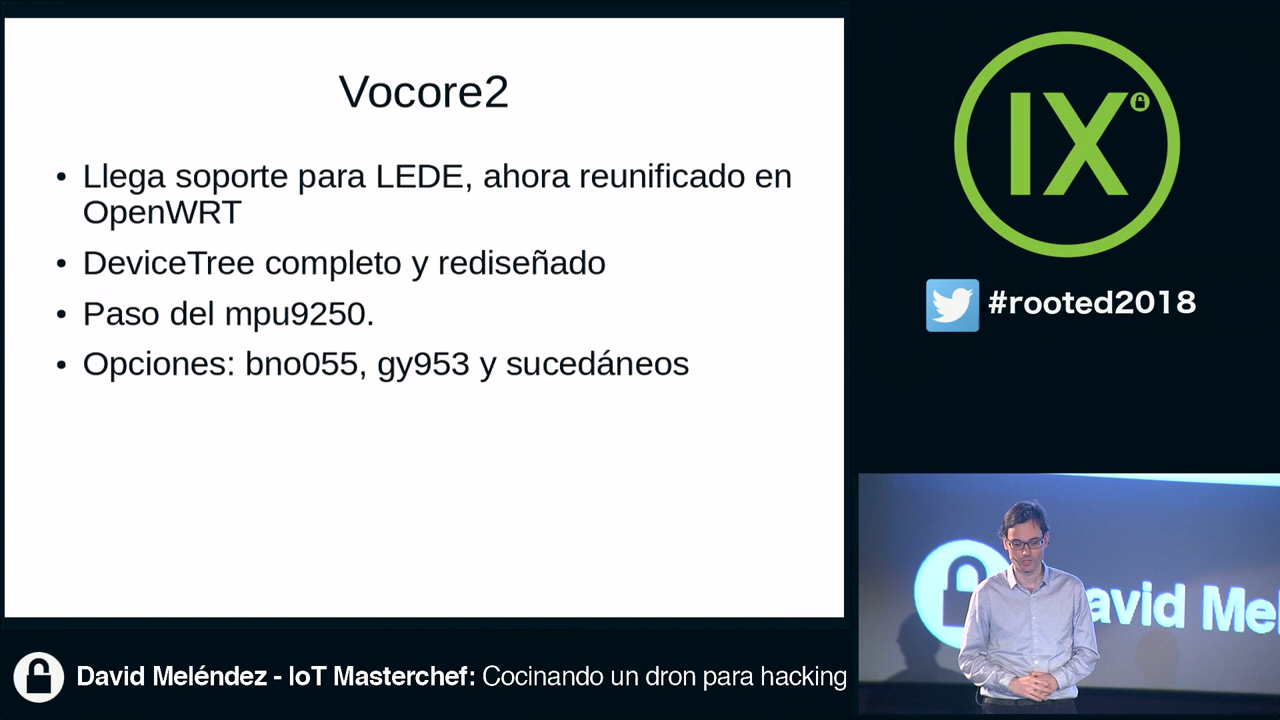 Vocore2
• Llega soporte para LEDE, ahora reunificado en
OpenWRT
• DeviceTree completo y rediseñado
• Paso del mpu9250.
• Opciones: bno055, gy953 y sucedáneos
IX
#rooted2018
avid Mel
David Meléndez - IoT Masterchef: Cocinando un dron para hacking